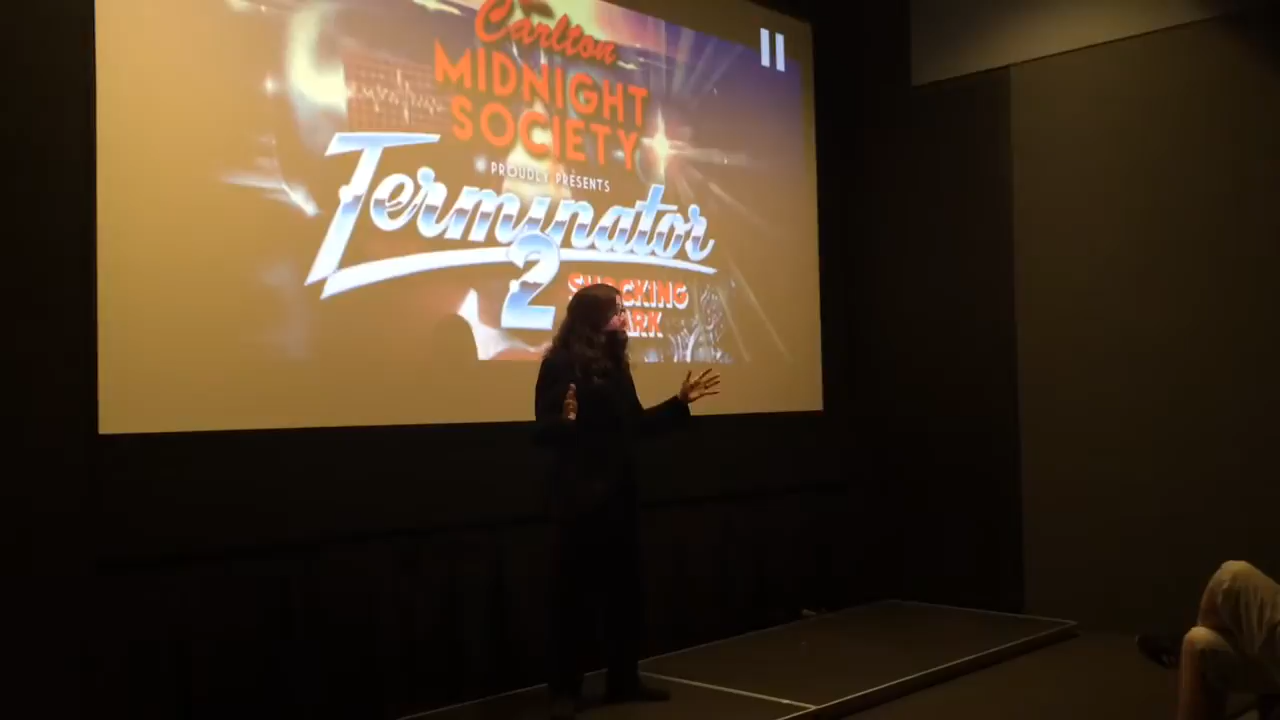 Carlton
MIDNIGHT
SOCIETY
PROUDLY PRESENTS
Terminator
2